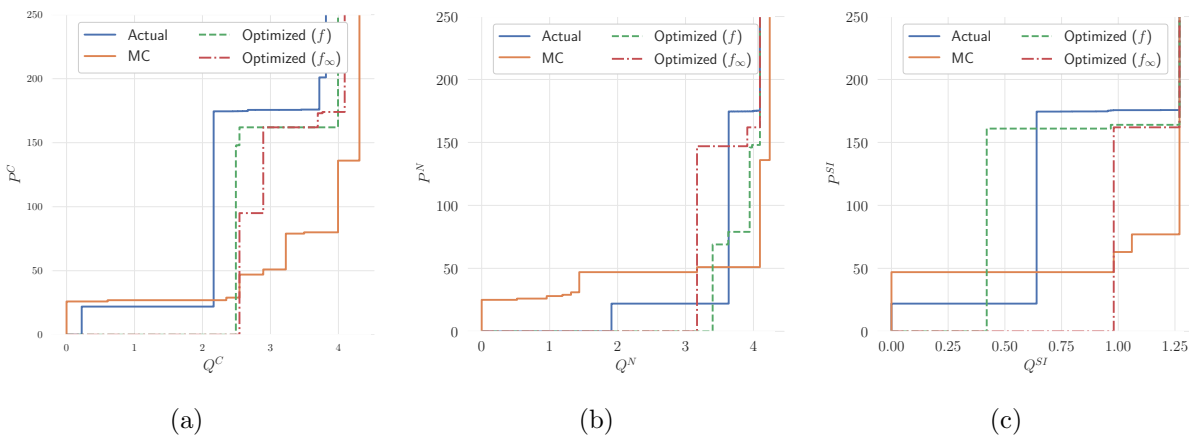 250
200
150
100
50
0
P^C
Actual
MC
Optimized (f)
Optimized (f∞)
0 1 2 3 4
Q^C
(a)
250
200
150
100
50
0
P^N
Actual
MC
Optimized (f)
Optimized (f∞)
0 1 2 3 4
Q^N
(b)
250
200
150
100
50
0
P^SI
Actual
MC
Optimized (f)
Optimized (f∞)
0.00 0.25 0.50 0.75 1.00 1.25
Q^SI
(c)